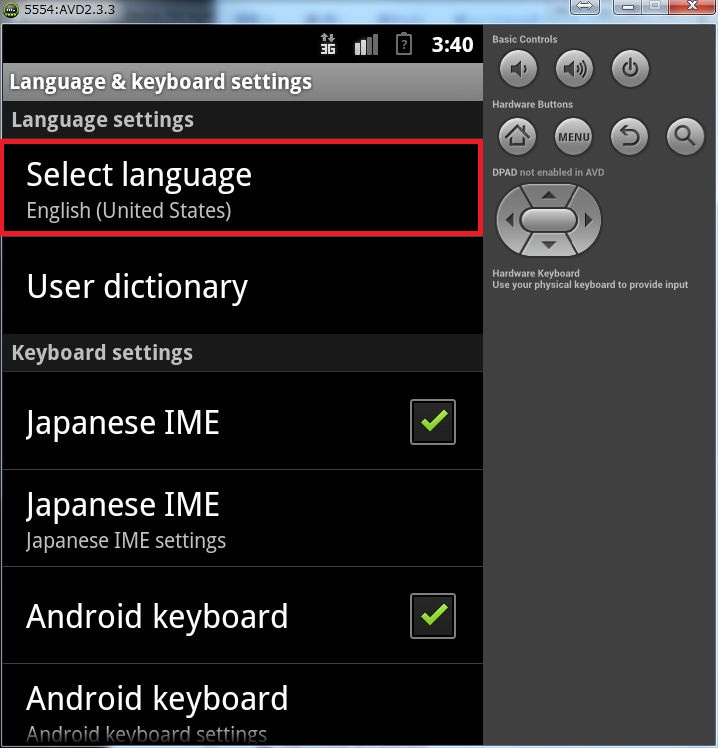 5554:AVD2.3.3
3G
3:40
Language & keyboard settings
Language settings
Select language
English (United States)
User dictionary
Keyboard settings
Japanese IME
Japanese IME
Japanese IME settings
Android keyboard
Android keyboard
Android keyboard settings
Basic Controls
Hardware Buttons
MENU
DPAD not enabled in AVD
Hardware Keyboard
Use your physical keyboard to provide input